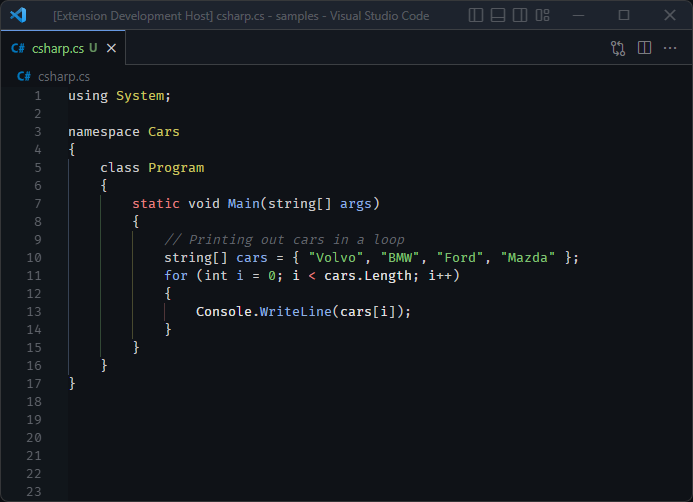 [Extension Development Host] csharp.cs - samples - Visual Studio Code
C# csharp.cs U
C# csharp.cs
1 using System;
2
3 namespace Cars
4 {
5     class Program
6     {
7         static void Main(string[] args)
8         {
9             // Printing out cars in a loop
10             string[] cars = { "Volvo", "BMW", "Ford", "Mazda" };
11             for (int i = 0; i < cars.Length; i++)
12             {
13                 Console.WriteLine(cars[i]);
14             }
15         }
16     }
17 }
18
19
20
21
22
23